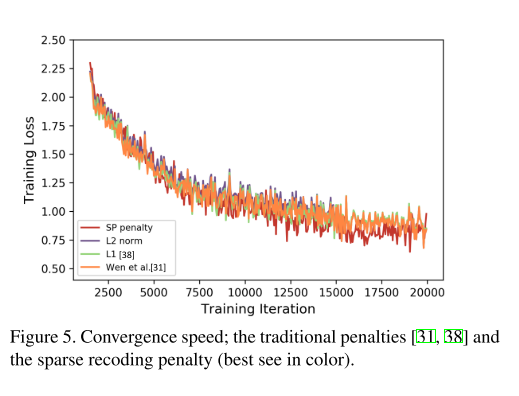 2.50
2.25
2.00
1.75
1.50
1.25
1.00
0.75
0.50
Training Loss
SP penalty
L2 norm
L1 [38]
Wen et al.[31]
2500 5000 7500 10000 12500 15000 17500 20000
Training Iteration
Figure 5. Convergence speed; the traditional penalties [31, 38] and
the sparse recoding penalty (best see in color).